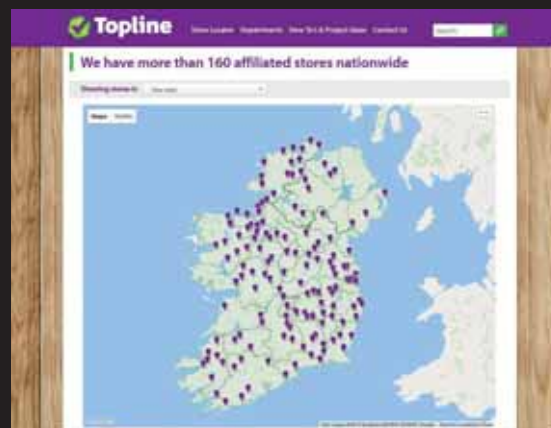 Topline
Store Locator Departments How To's & Project Ideas Contact Us Search
We have more than 160 affiliated stores nationwide
Showing stores in:
Map Satellite